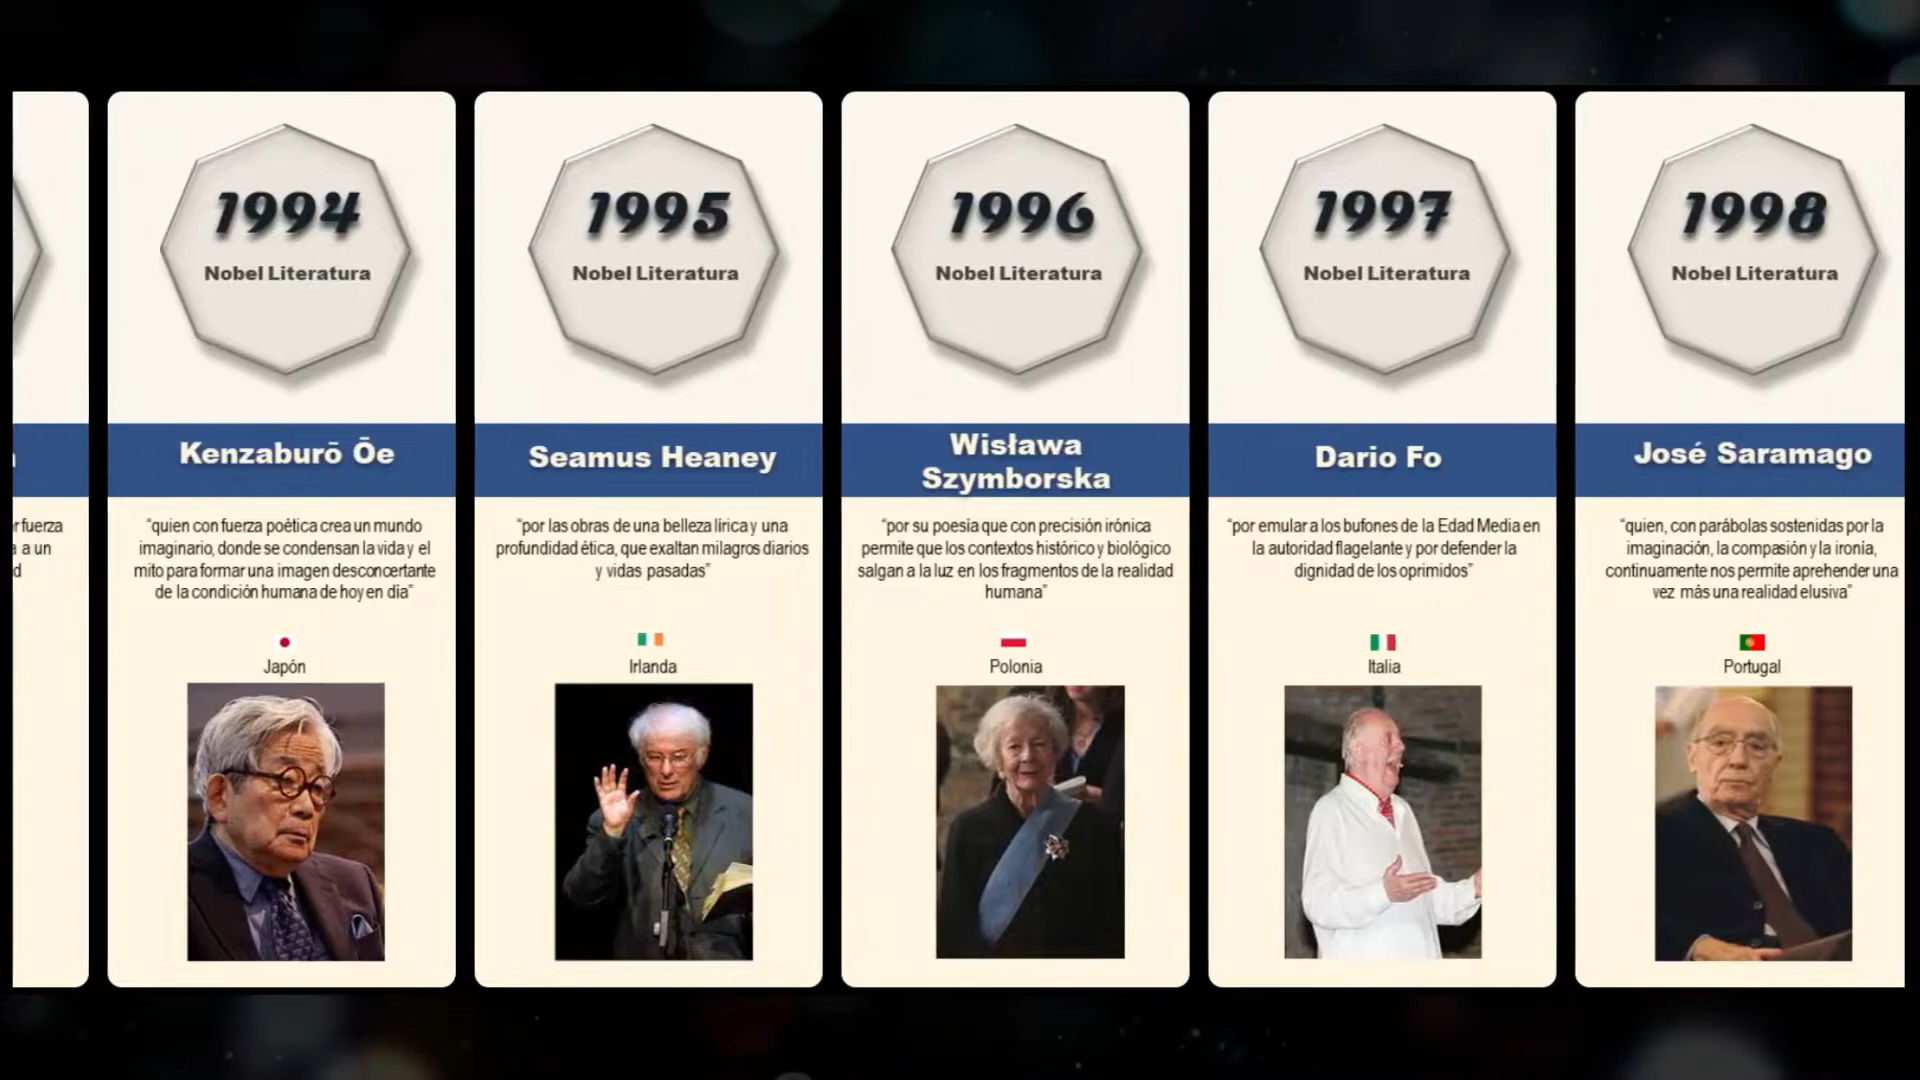 r fuerza
a a un
d
1994
Nobel Literatura
Kenzaburō Ōe
“quien con fuerza poética crea un mundo
imaginario, donde se condensan la vida y el
mito para formar una imagen desconcertante
de la condición humana de hoy en día”
Japón
1995
Nobel Literatura
Seamus Heaney
“por las obras de una belleza lírica y una
profundidad ética, que exaltan milagros diarios
y vidas pasadas”
Irlanda
1996
Nobel Literatura
Wisława
Szymborska
“por su poesía que con precisión irónica
permite que los contextos histórico y biológico
salgan a la luz en los fragmentos de la realidad
humana”
Polonia
1997
Nobel Literatura
Dario Fo
“por emular a los bufones de la Edad Media en
la autoridad flagelante y por defender la
dignidad de los oprimidos”
Italia
1998
Nobel Literatura
José Saramago
“quien, con parábolas sostenidas por la
imaginación, la compasión y la ironía,
continuamente nos permite aprehender una
vez más una realidad elusiva”
Portugal